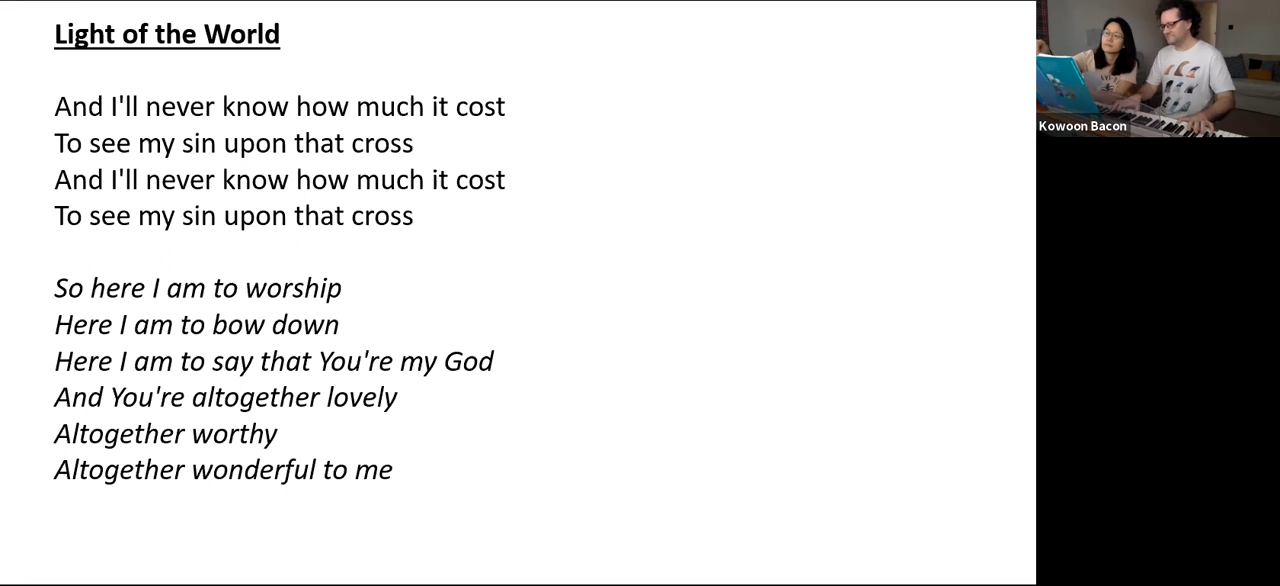 Light of the World
And I'll never know how much it cost
To see my sin upon that cross
And I'll never know how much it cost
To see my sin upon that cross
So here I am to worship
Here I am to bow down
Here I am to say that You're my God
And You're altogether lovely
Altogether worthy
Altogether wonderful to me
Kowoon Bacon